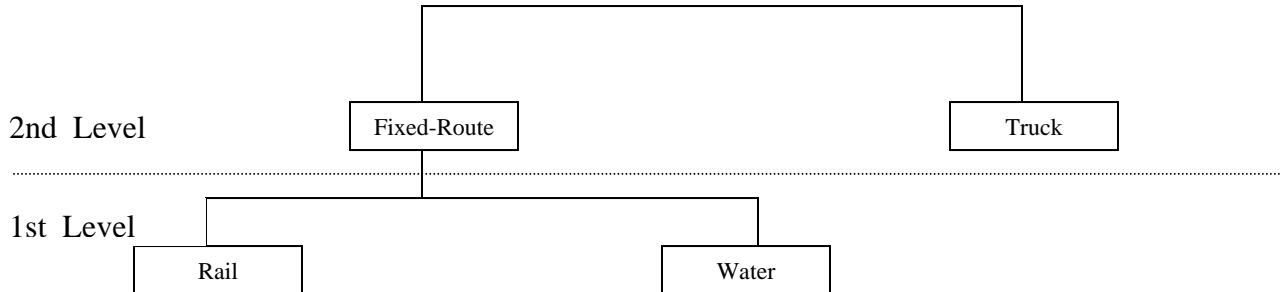 2nd Level
Fixed-Route
Truck
1st Level
Rail
Water